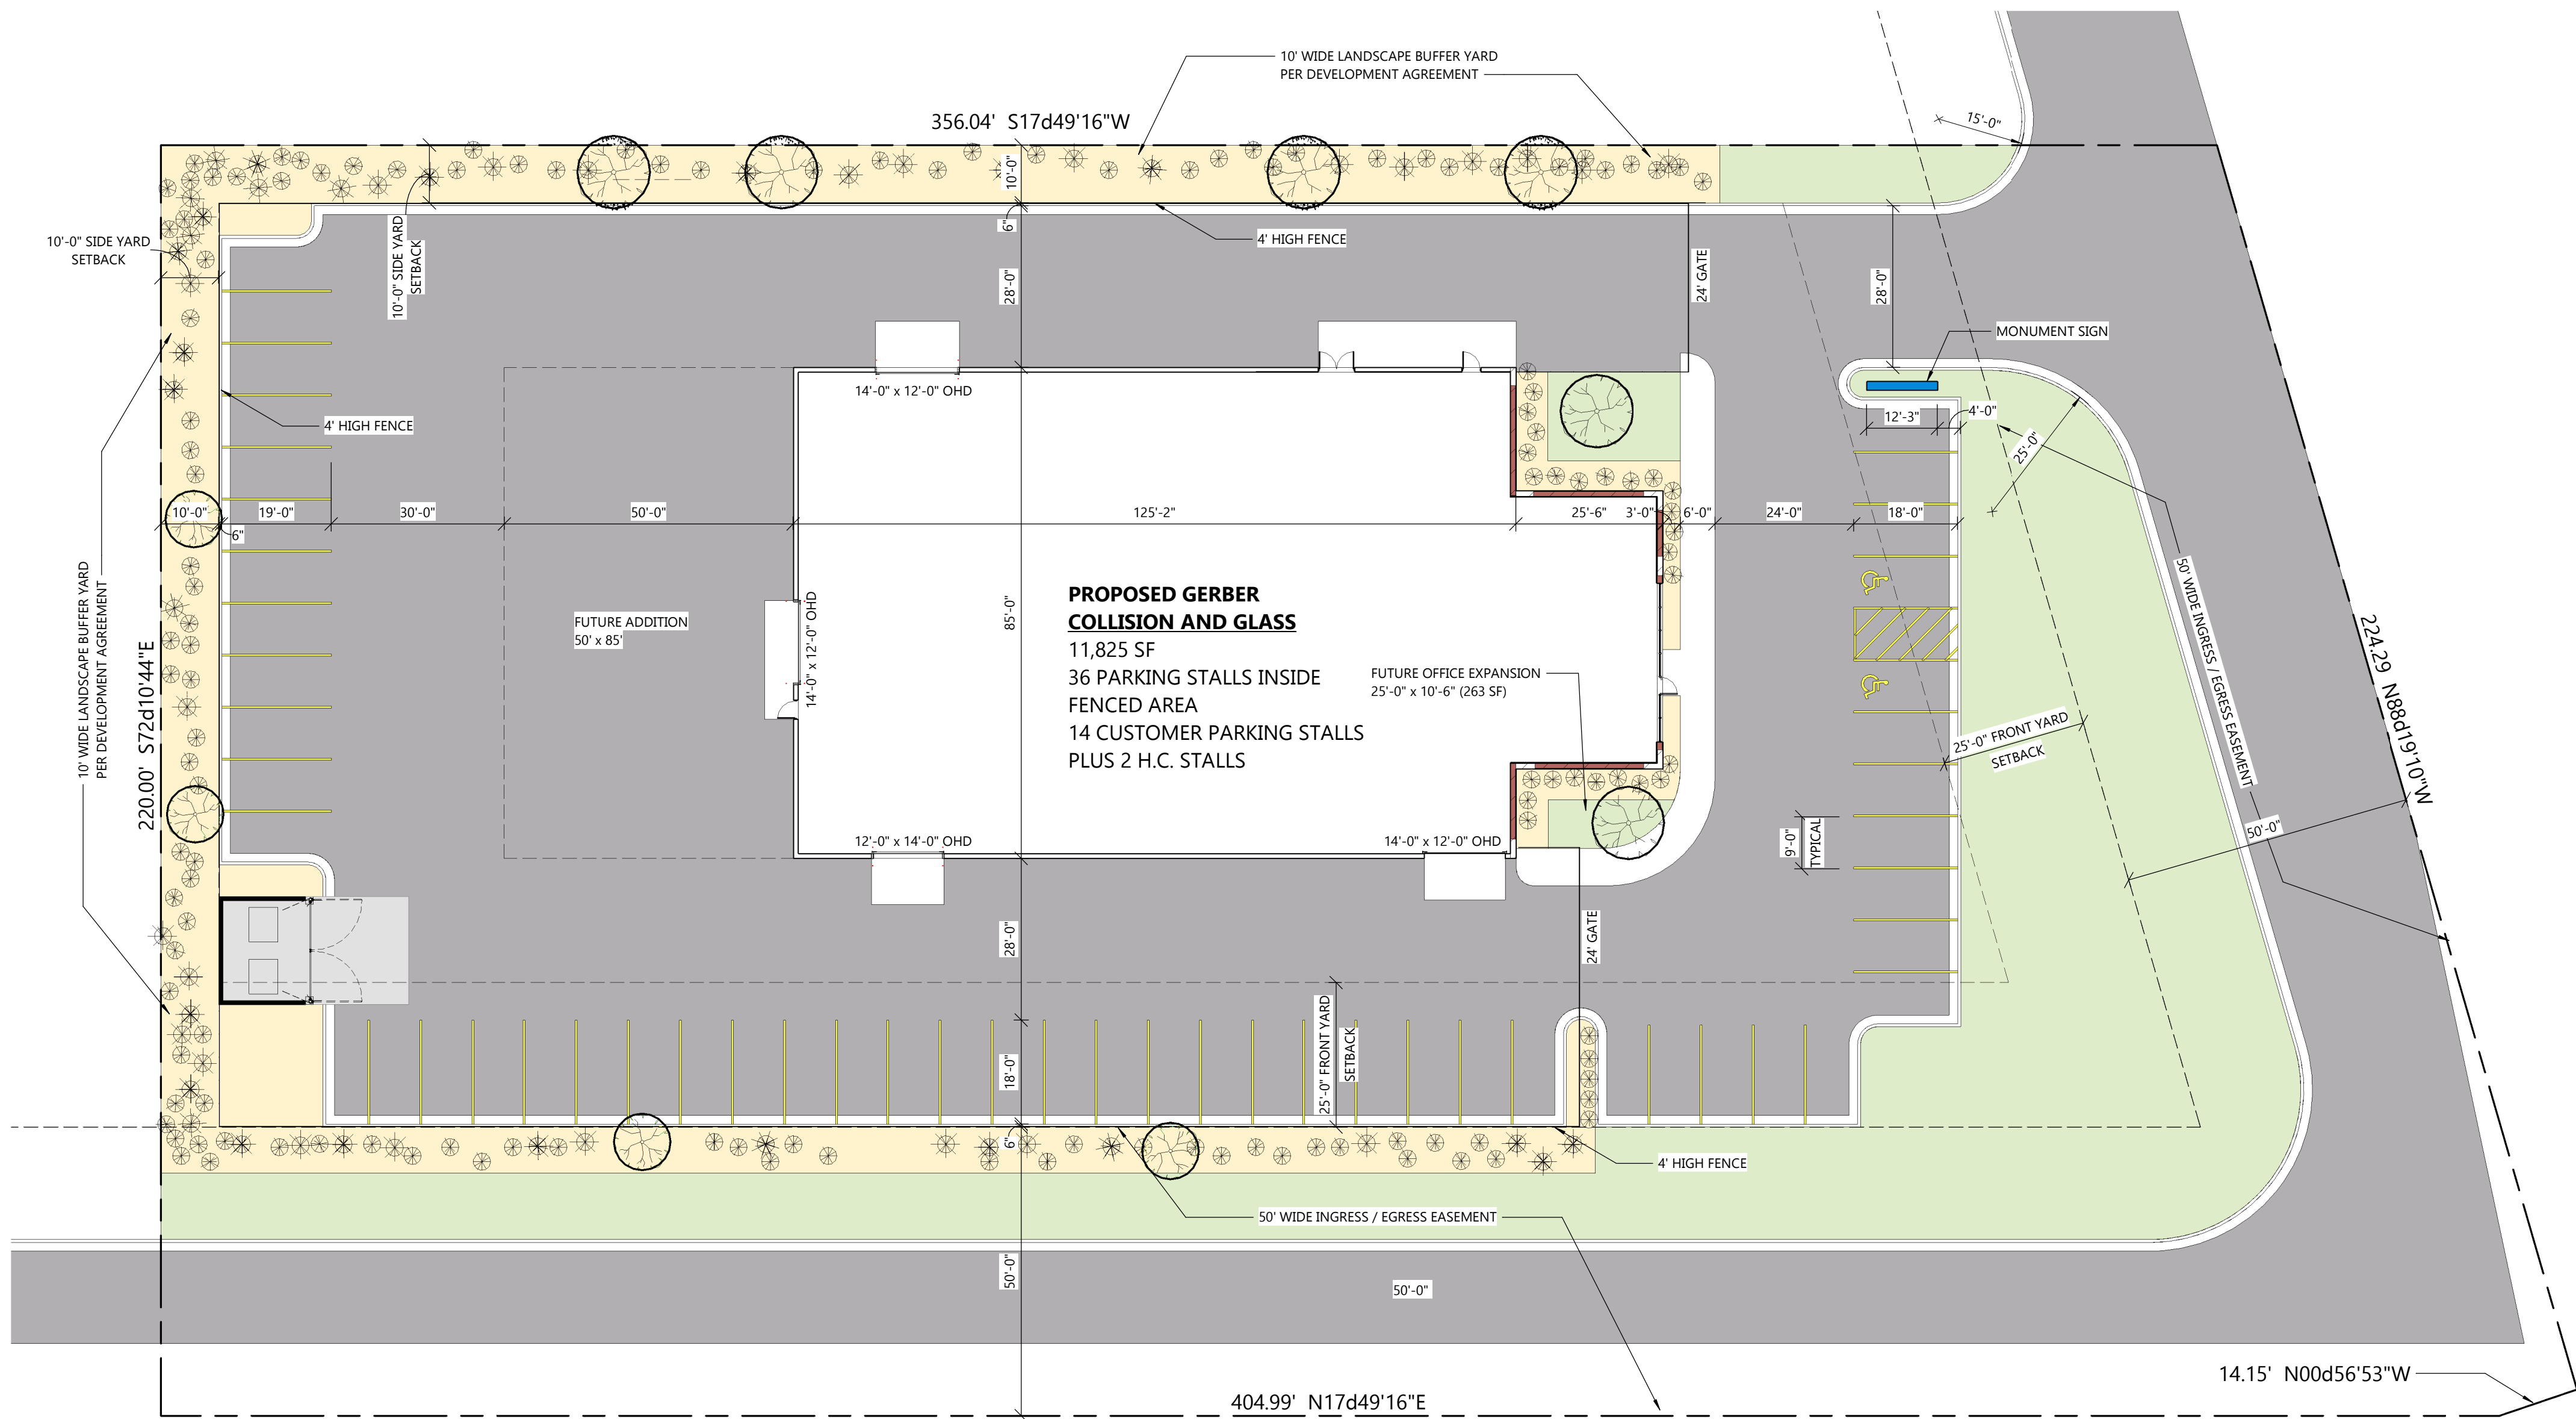 10' WIDE LANDSCAPE BUFFER YARD
PER DEVELOPMENT AGREEMENT
356.04' S17d49'16"W
15'-0"
10'-0"
6"
10'-0" SIDE YARD
SETBACK
10'-0" SIDE YARD
SETBACK
4' HIGH FENCE
28'-0"
24' GATE
28'-0"
MONUMENT SIGN
14'-0" x 12'-0" OHD
12'-3"
4'-0"
25'-0"
4' HIGH FENCE
10'-0"
6"
19'-0"
30'-0"
50'-0"
125'-2"
25'-6"
3'-0"
6'-0"
24'-0"
18'-0"
10' WIDE LANDSCAPE BUFFER YARD
PER DEVELOPMENT AGREEMENT
220.00' S72d10'44"E
FUTURE ADDITION
50' x 85'
14'-0" x 12'-0" OHD
85'-0"
PROPOSED GERBER
COLLISION AND GLASS
11,825 SF
36 PARKING STALLS INSIDE
FENCED AREA
14 CUSTOMER PARKING STALLS
PLUS 2 H.C. STALLS
FUTURE OFFICE EXPANSION
25'-0" x 10'-6" (263 SF)
50' WIDE INGRESS / EGRESS EASEMENT
224.29 N88d19'10"W
25'-0" FRONT YARD
SETBACK
9'-0"
TYPICAL
50'-0"
12'-0" x 14'-0" OHD
14'-0" x 12'-0" OHD
28'-0"
24' GATE
18'-0"
25'-0" FRONT YARD
SETBACK
6"
4' HIGH FENCE
50' WIDE INGRESS / EGRESS EASEMENT
50'-0"
50'-0"
14.15' N00d56'53"W
404.99' N17d49'16"E